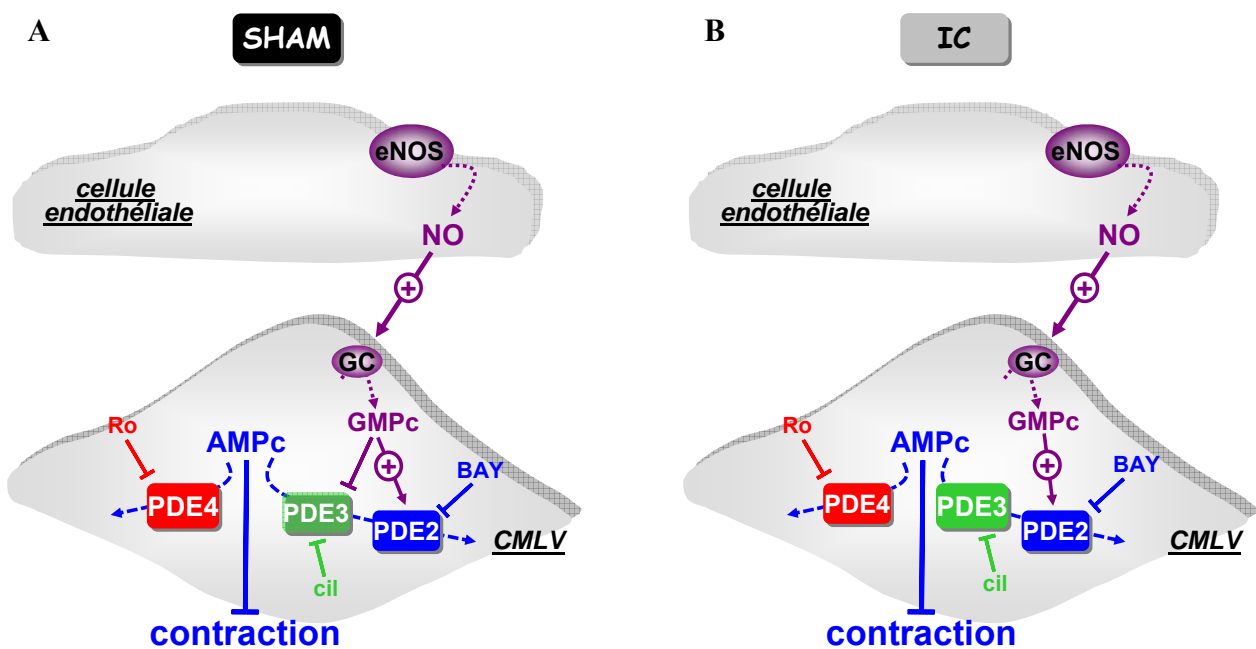 A
SHAM
eNOS
cellule
endothéliale
NO
+
GC
Ro
GMPc
AMPc
+
BAY
PDE4
PDE3
PDE2
CMLV
cil
contraction
B
IC
eNOS
cellule
endothéliale
NO
+
GC
Ro
GMPc
AMPc
+
BAY
PDE4
PDE3
PDE2
CMLV
cil
contraction